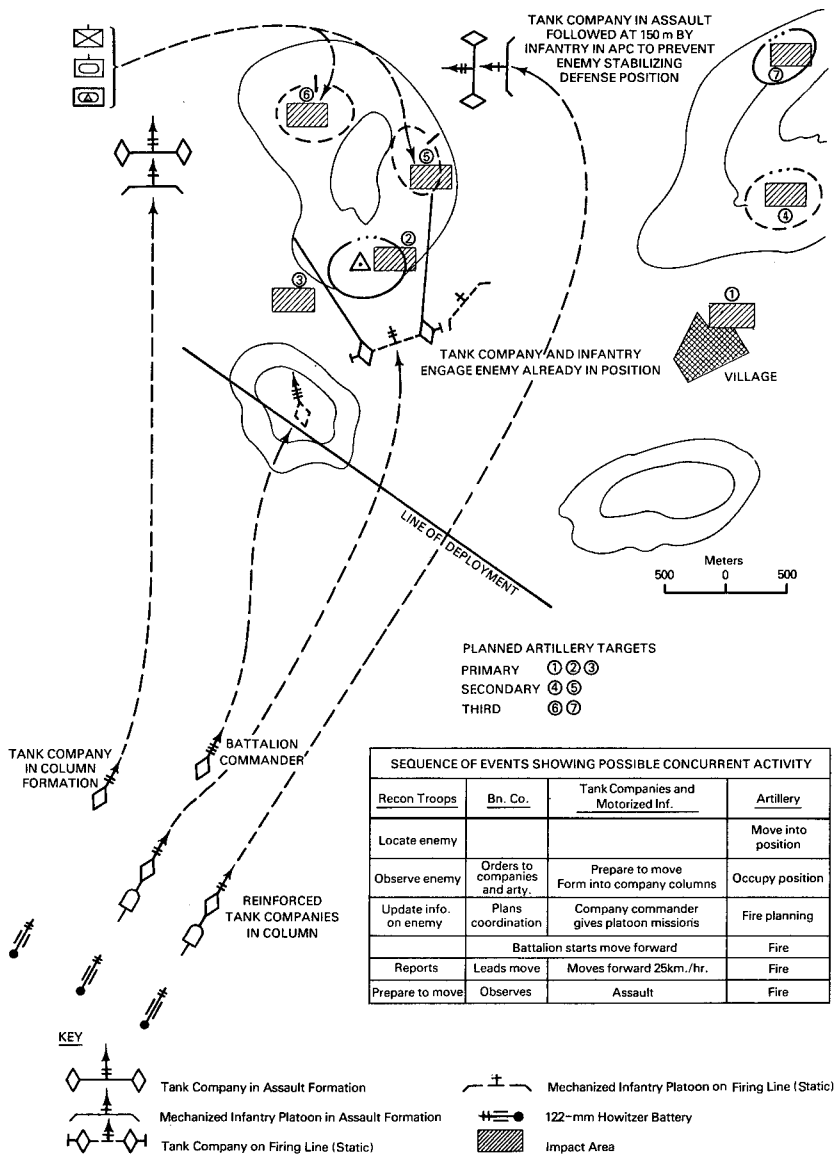 TANK COMPANY IN ASSAULT
FOLLOWED AT 150 m BY
INFANTRY IN APC TO PREVENT
ENEMY STABILIZING
DEFENSE POSITION
⑦
⑥
⑤
④
②
③
①
TANK COMPANY AND INFANTRY
ENGAGE ENEMY ALREADY IN POSITION
VILLAGE
LINE OF DEPLOYMENT
Meters
500 0 500
PLANNED ARTILLERY TARGETS
PRIMARY ① ② ③
SECONDARY ④ ⑤
THIRD ⑥ ⑦
TANK COMPANY
IN COLUMN
FORMATION
BATTALION
COMMANDER
REINFORCED
TANK COMPANIES
IN COLUMN
SEQUENCE OF EVENTS SHOWING POSSIBLE CONCURRENT ACTIVITY
Recon Troops Bn. Co. Tank Companies and Motorized Inf. Artillery
Locate enemy Move into position
Observe enemy Orders to companies and arty. Prepare to move Form into company columns Occupy position
Update info. on enemy Plans coordination Company commander gives platoon missions Fire planning
Battalion starts move forward Fire
Reports Leads move Moves forward 25km./hr. Fire
Prepare to move Observes Assault Fire
KEY
Tank Company in Assault Formation
Mechanized Infantry Platoon in Assault Formation
Tank Company on Firing Line (Static)
Mechanized Infantry Platoon on Firing Line (Static)
122-mm Howitzer Battery
Impact Area